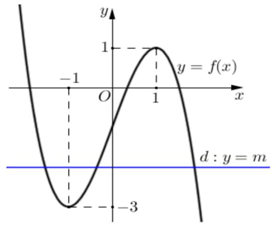 y
1
y = f(x)
−1
O
1
x
d : y = m
−3